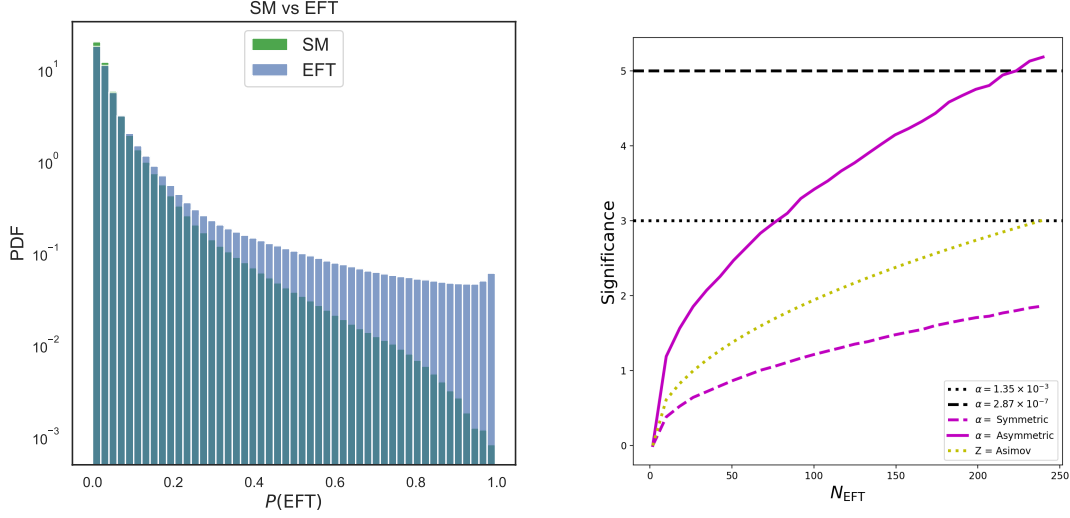 SM vs EFT
SM
EFT
PDF
10^1
10^0
10^−1
10^−2
10^−3
0.0 0.2 0.4 0.6 0.8 1.0
P(EFT)
Significance
5
4
3
2
1
0
0 50 100 150 200 250
N_EFT
α = 1.35 × 10^−3
α = 2.87 × 10^−7
α = Symmetric
α = Asymmetric
Z = Asimov